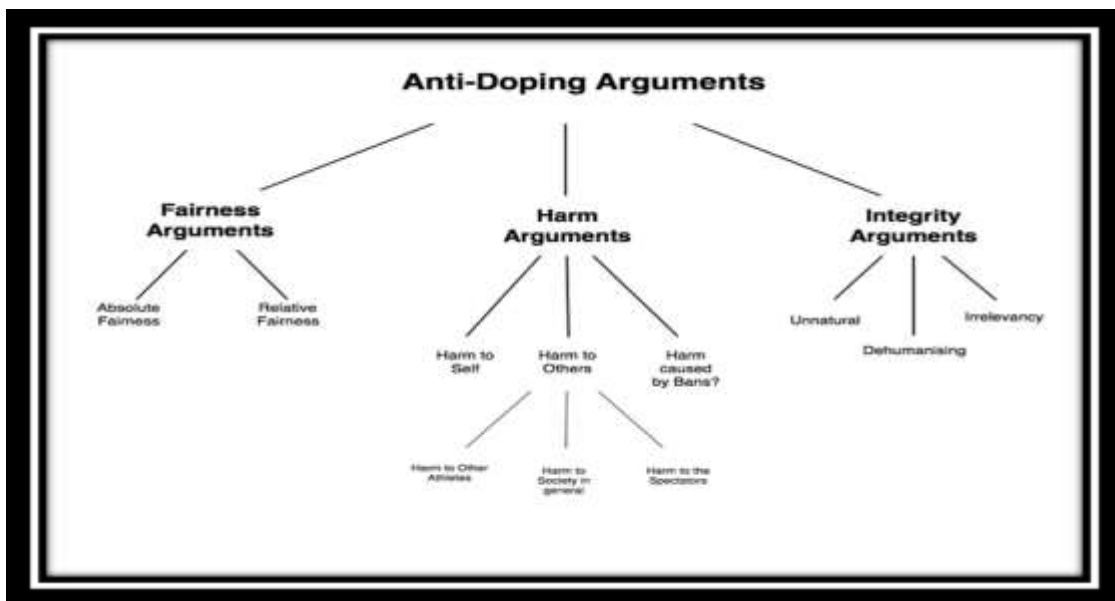 Anti-Doping Arguments
Fairness
Arguments
Harm
Arguments
Integrity
Arguments
Absolute
Fairness
Relative
Fairness
Unnatural
Dehumanising
Irrelevancy
Harm to
Self
Harm to
Others
Harm
caused
by Bans?
Harm to Other
Athletes
Harm to
Society in
general
Harm to the
Spectators